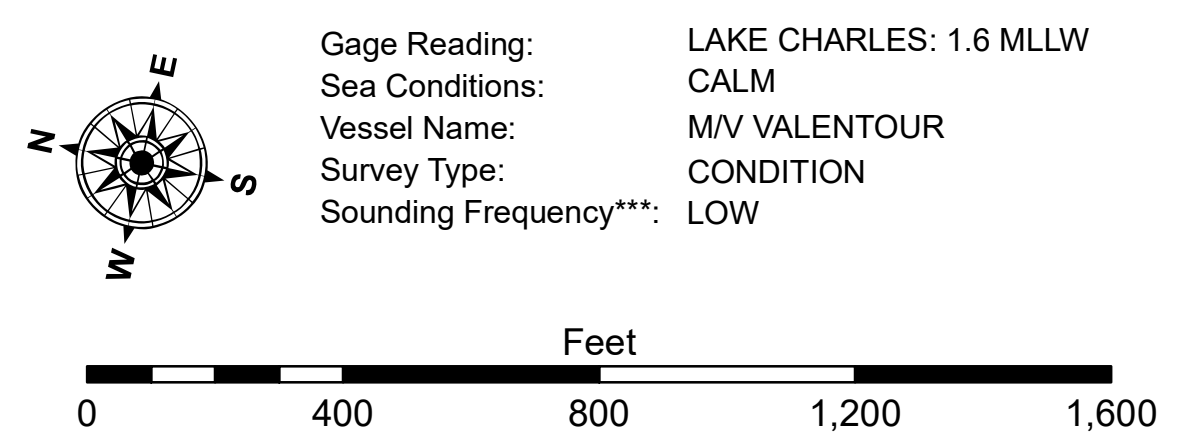 E
N
S
W
Gage Reading: LAKE CHARLES: 1.6 MLLW
Sea Conditions: CALM
Vessel Name: M/V VALENTOUR
Survey Type: CONDITION
Sounding Frequency***: LOW
Feet
0 400 800 1,200 1,600